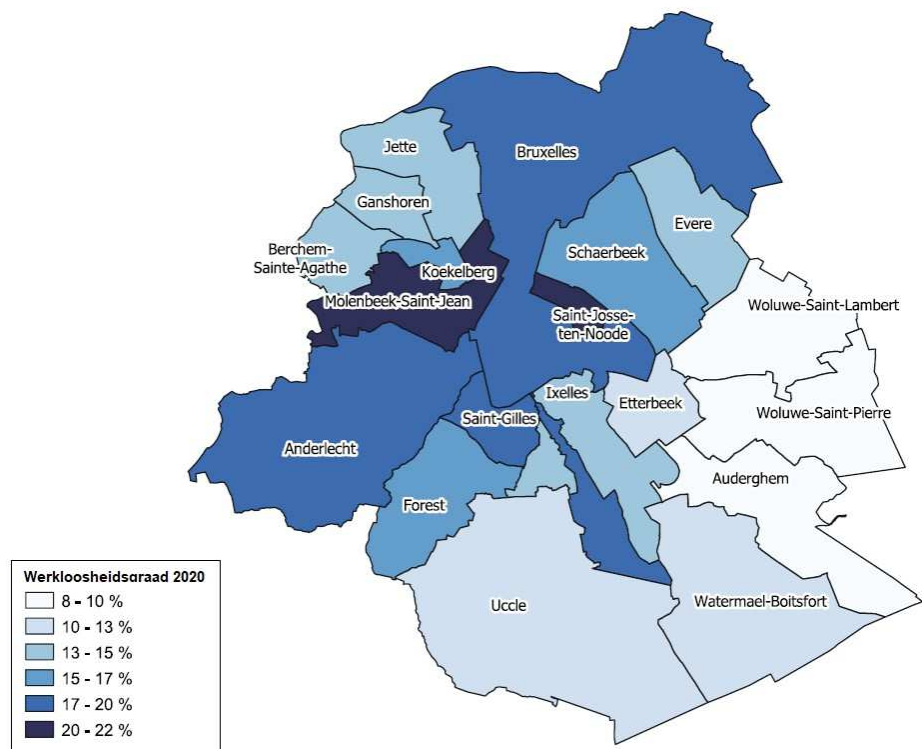 Jette
Bruxelles
Ganshoren
Evere
Berchem-
Sainte-Agathe
Koekelberg
Schaerbeek
Molenbeek-Saint-Jean
Woluwe-Saint-Lambert
Saint-Josse-
ten-Noode
Ixelles
Etterbeek
Woluwe-Saint-Pierre
Saint-Gilles
Anderlecht
Auderghem
Forest
Uccle
Watermael-Boitsfort
Werkloosheidsgraad 2020
8 - 10 %
10 - 13 %
13 - 15 %
15 - 17 %
17 - 20 %
20 - 22 %